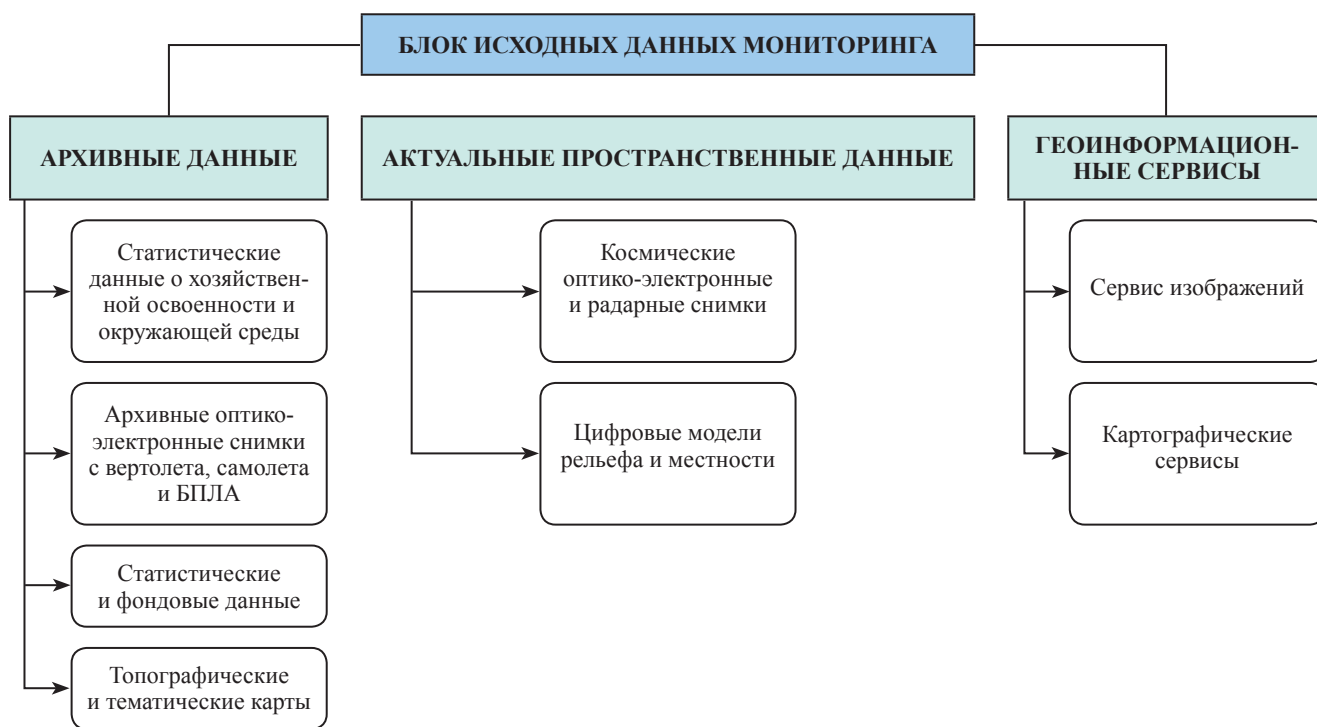 БЛОК ИСХОДНЫХ ДАННЫХ МОНИТОРИНГА
АРХИВНЫЕ ДАННЫЕ
Статистические
данные о хозяйствен-
ной освоенности и
окружающей среды
Архивные оптико-
электронные снимки
с вертолета, самолета
и БПЛА
Статистические
и фондовые данные
Топографические
и тематические карты
АКТУАЛЬНЫЕ ПРОСТРАНСТВЕННЫЕ ДАННЫЕ
Космические
оптико-электронные
и радарные снимки
Цифровые модели
рельефа и местности
ГЕОИНФОРМАЦИОН-
НЫЕ СЕРВИСЫ
Сервис изображений
Картографические
сервисы